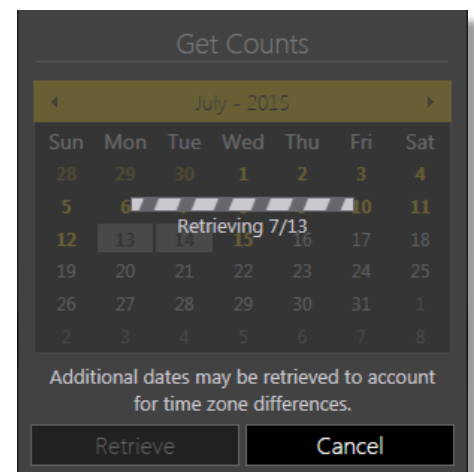 Get Counts
July - 2015
Sun Mon Tue Wed Thu Fri Sat
28 29 30 1 2 3 4
5 6 10 11
Retrieving 7/13
12 13 14 15 16 17 18
19 20 21 22 23 24 25
26 27 28 29 30 31 1
2 3 4 5 6 7 8
Additional dates may be retrieved to account
for time zone differences.
Retrieve Cancel